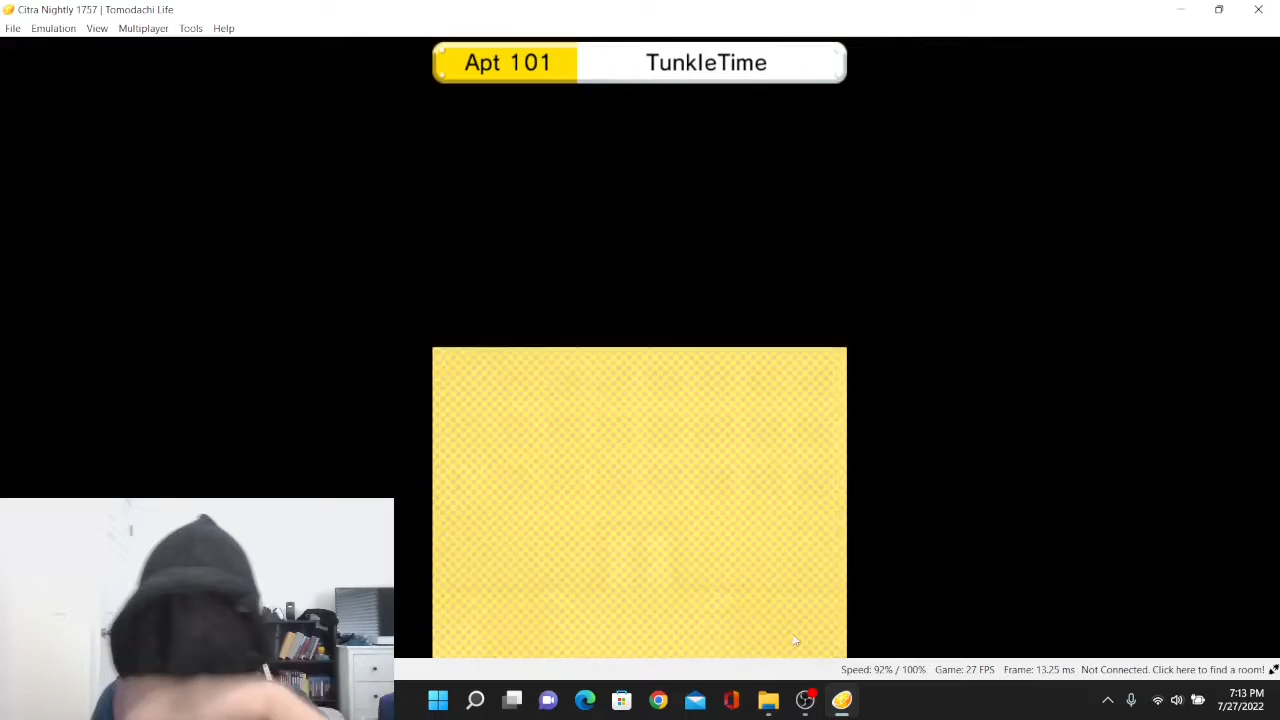 Citra Nightly 1757 | Tomodachi Life
File Emulation View Multiplayer Tools Help
Apt 101 TunkleTime
Speed: 92% / 100% Game: 27 FPS Frame: 13.25 ms Not Connected. Click here to find a room!
7:13 PM
7/27/2022